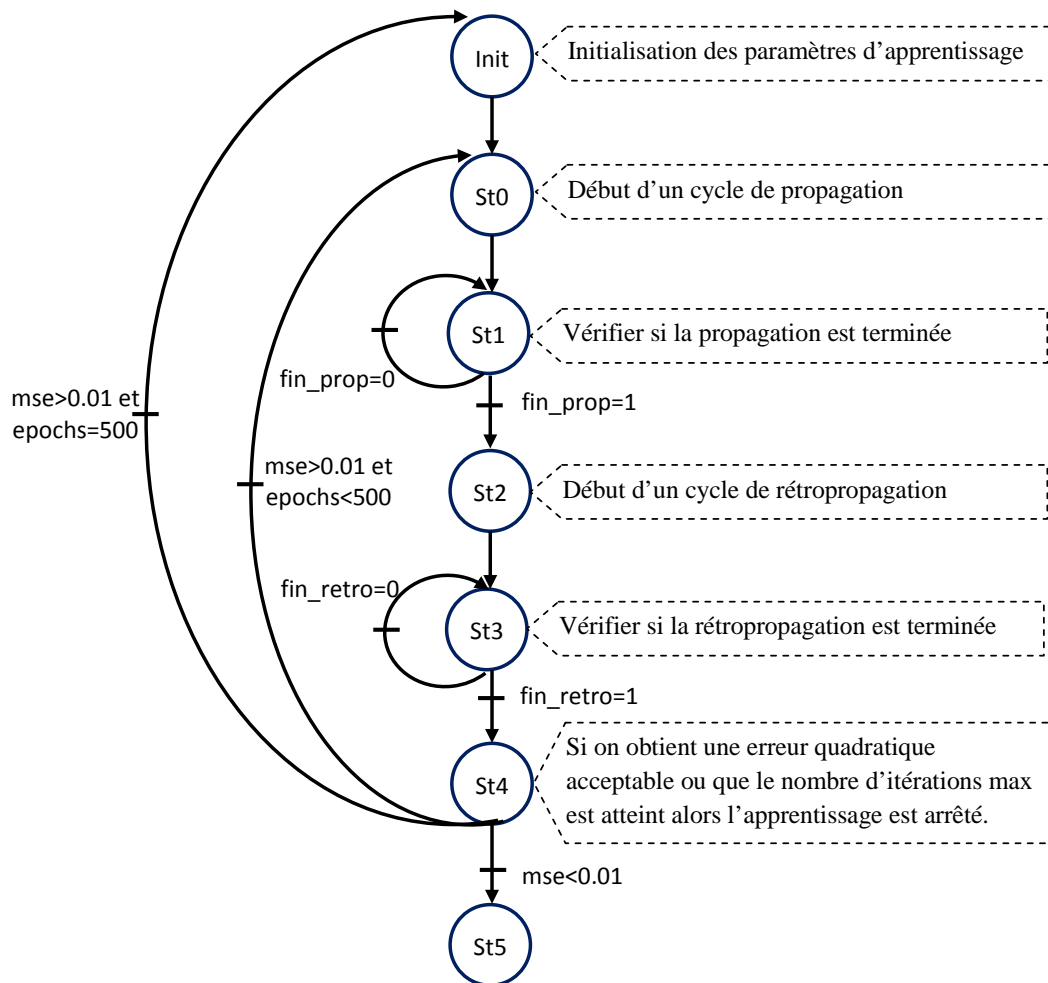 Init
Initialisation des paramètres d'apprentissage
St0
Début d'un cycle de propagation
St1
Vérifier si la propagation est terminée
fin_prop=0
fin_prop=1
mse>0.01 et
epochs=500
mse>0.01 et
epochs<500
St2
Début d'un cycle de rétropropagation
fin_retro=0
St3
Vérifier si la rétropropagation est terminée
fin_retro=1
St4
Si on obtient une erreur quadratique
acceptable ou que le nombre d'itérations max
est atteint alors l'apprentissage est arrêté.
mse<0.01
St5